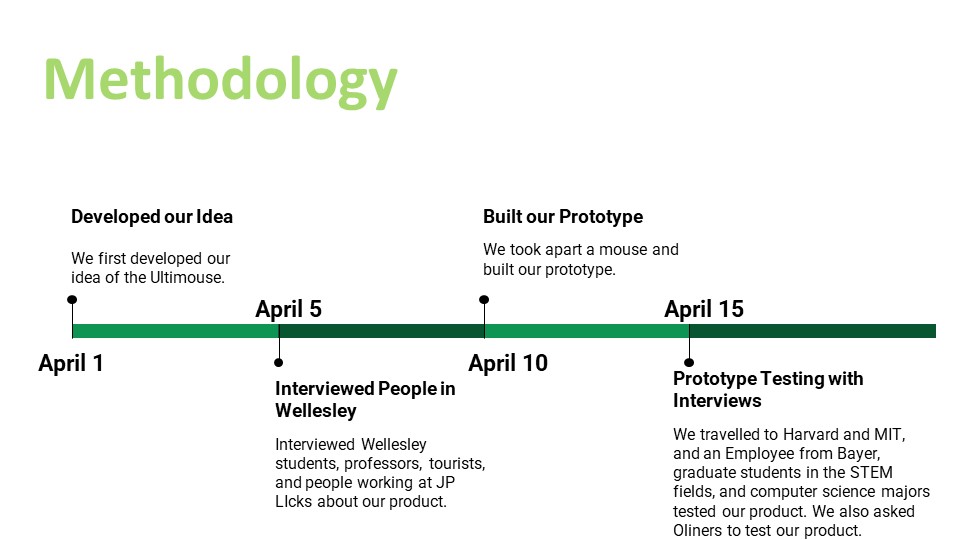 Methodology
Developed our Idea
We first developed our
idea of the Ultimouse.
April 1
April 5
Interviewed People in
Wellesley
Interviewed Wellesley
students, professors, tourists,
and people working at JP
LIcks about our product.
Built our Prototype
We took apart a mouse and
built our prototype.
April 10
April 15
Prototype Testing with
Interviews
We travelled to Harvard and MIT,
and an Employee from Bayer,
graduate students in the STEM
fields, and computer science majors
tested our product. We also asked
Oliners to test our product.